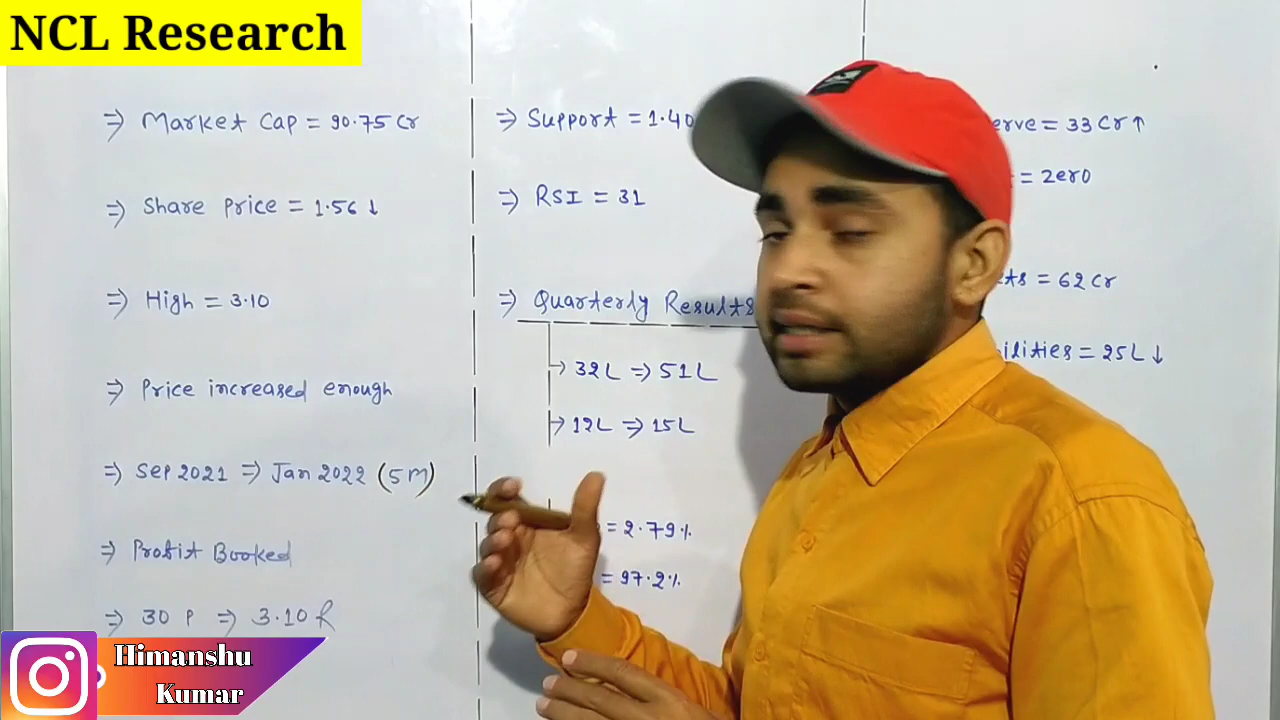 NCL Research
⇒ Market Cap = 90.75 Cr
⇒ Share Price = 1.56 ↓
⇒ High = 3.10
⇒ Price increased enough
⇒ Sep 2021 ⇒ Jan 2022 (5 M)
⇒ Profit Booked
⇒ 30 P ⇒ 3.10 R
⇒ Support = 1.40
⇒ RSI = 31
⇒ Quarterly Results
→ 32L ⇒ 51L
→ 12L ⇒ 15L
= 2.79%
= 97.2%
erve = 33 Cr ↑
= Zero
ets = 62 Cr
ilities = 25L ↓
Himanshu
Kumar